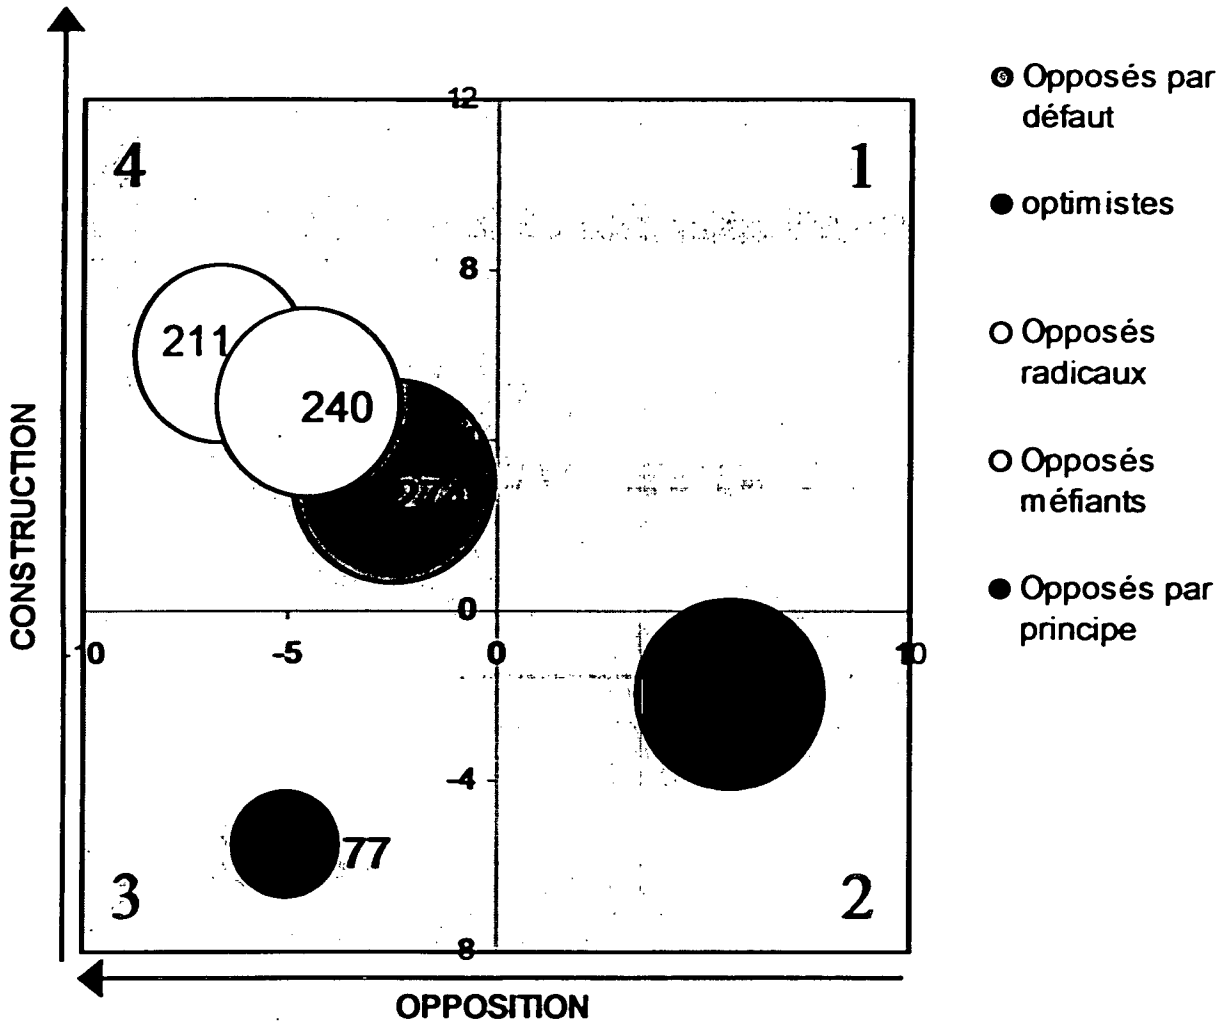 12
4
1
8
211
240
0
-10
-5
0
10
-4
77
3
2
8
CONSTRUCTION
OPPOSITION
Opposés par
défaut
optimistes
Opposés
radicaux
Opposés
méfiants
Opposés par
principe